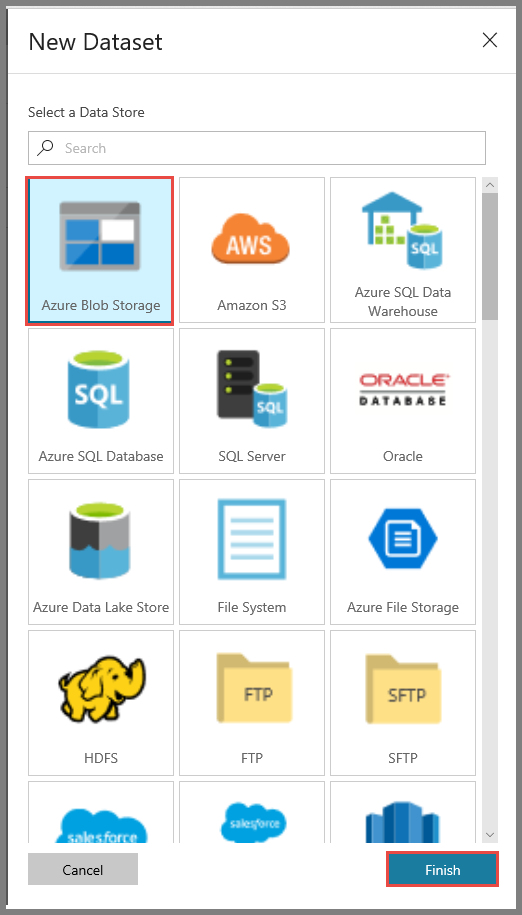 New Dataset
Select a Data Store
Search
Azure Blob Storage
AWS
Amazon S3
SQL
Azure SQL Data
Warehouse
SQL
Azure SQL Database
SQL
SQL Server
ORACLE
DATABASE
Oracle
Azure Data Lake Store
File System
Azure File Storage
HDFS
FTP
FTP
SFTP
SFTP
salesforce
salesforce
Cancel
Finish